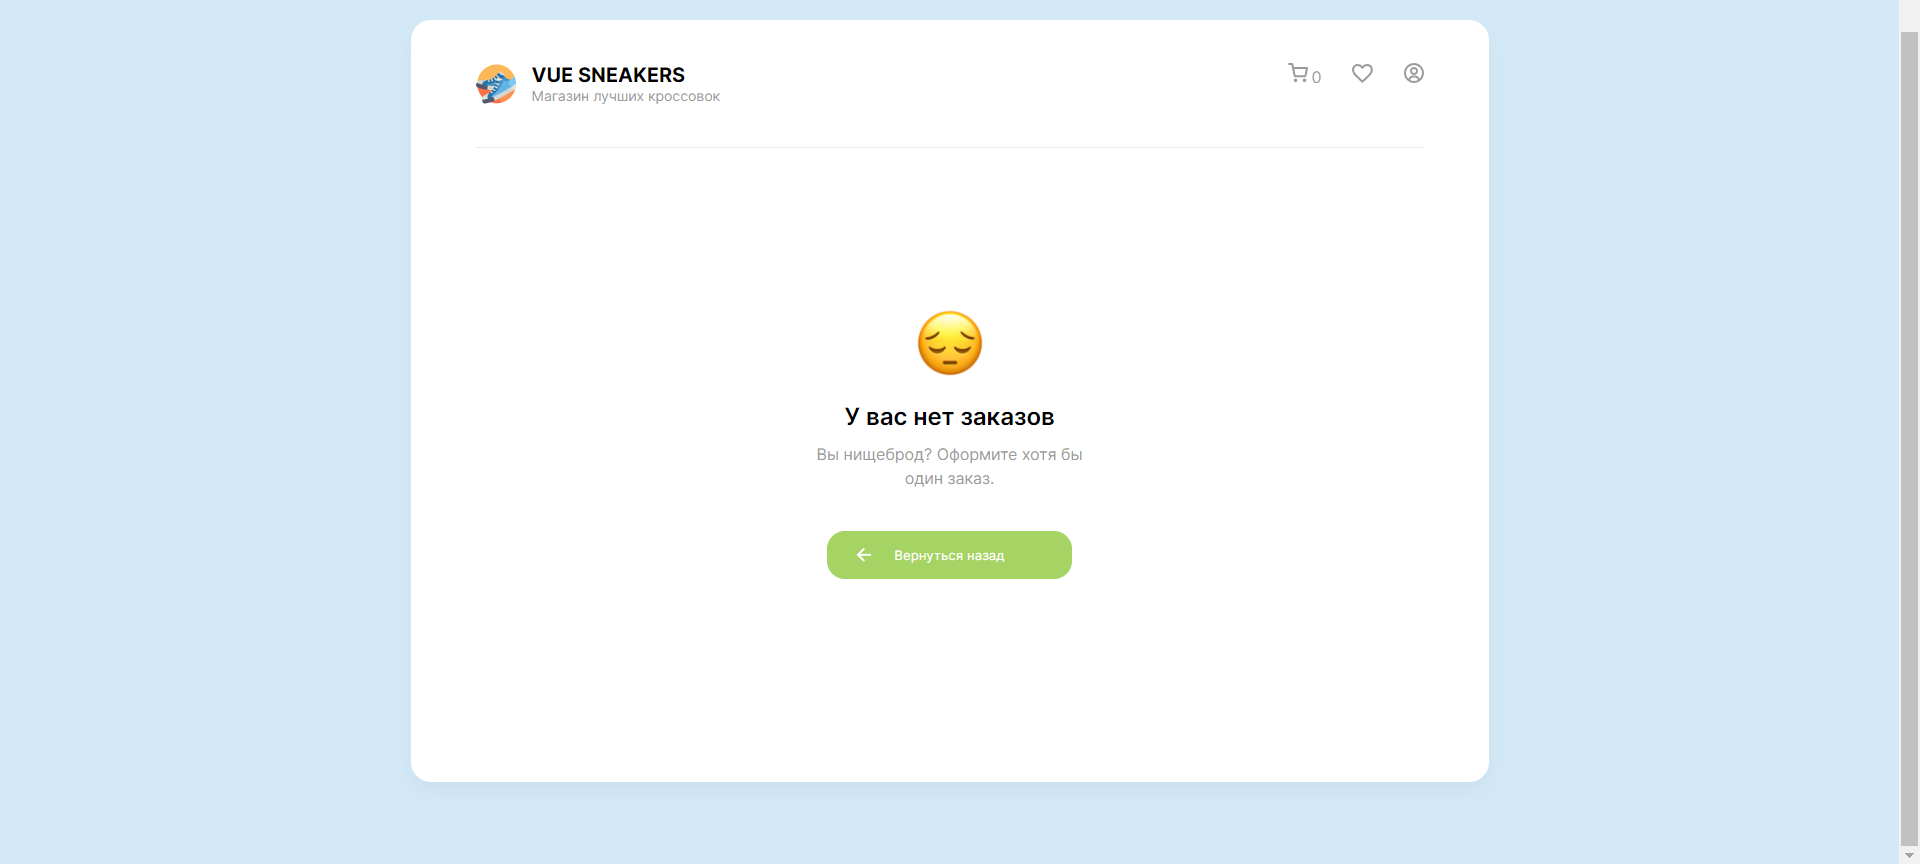 VUE SNEAKERS
Магазин лучших кроссовок
0
У вас нет заказов
Вы нищеброд? Оформите хотя бы
один заказ.
Вернуться назад